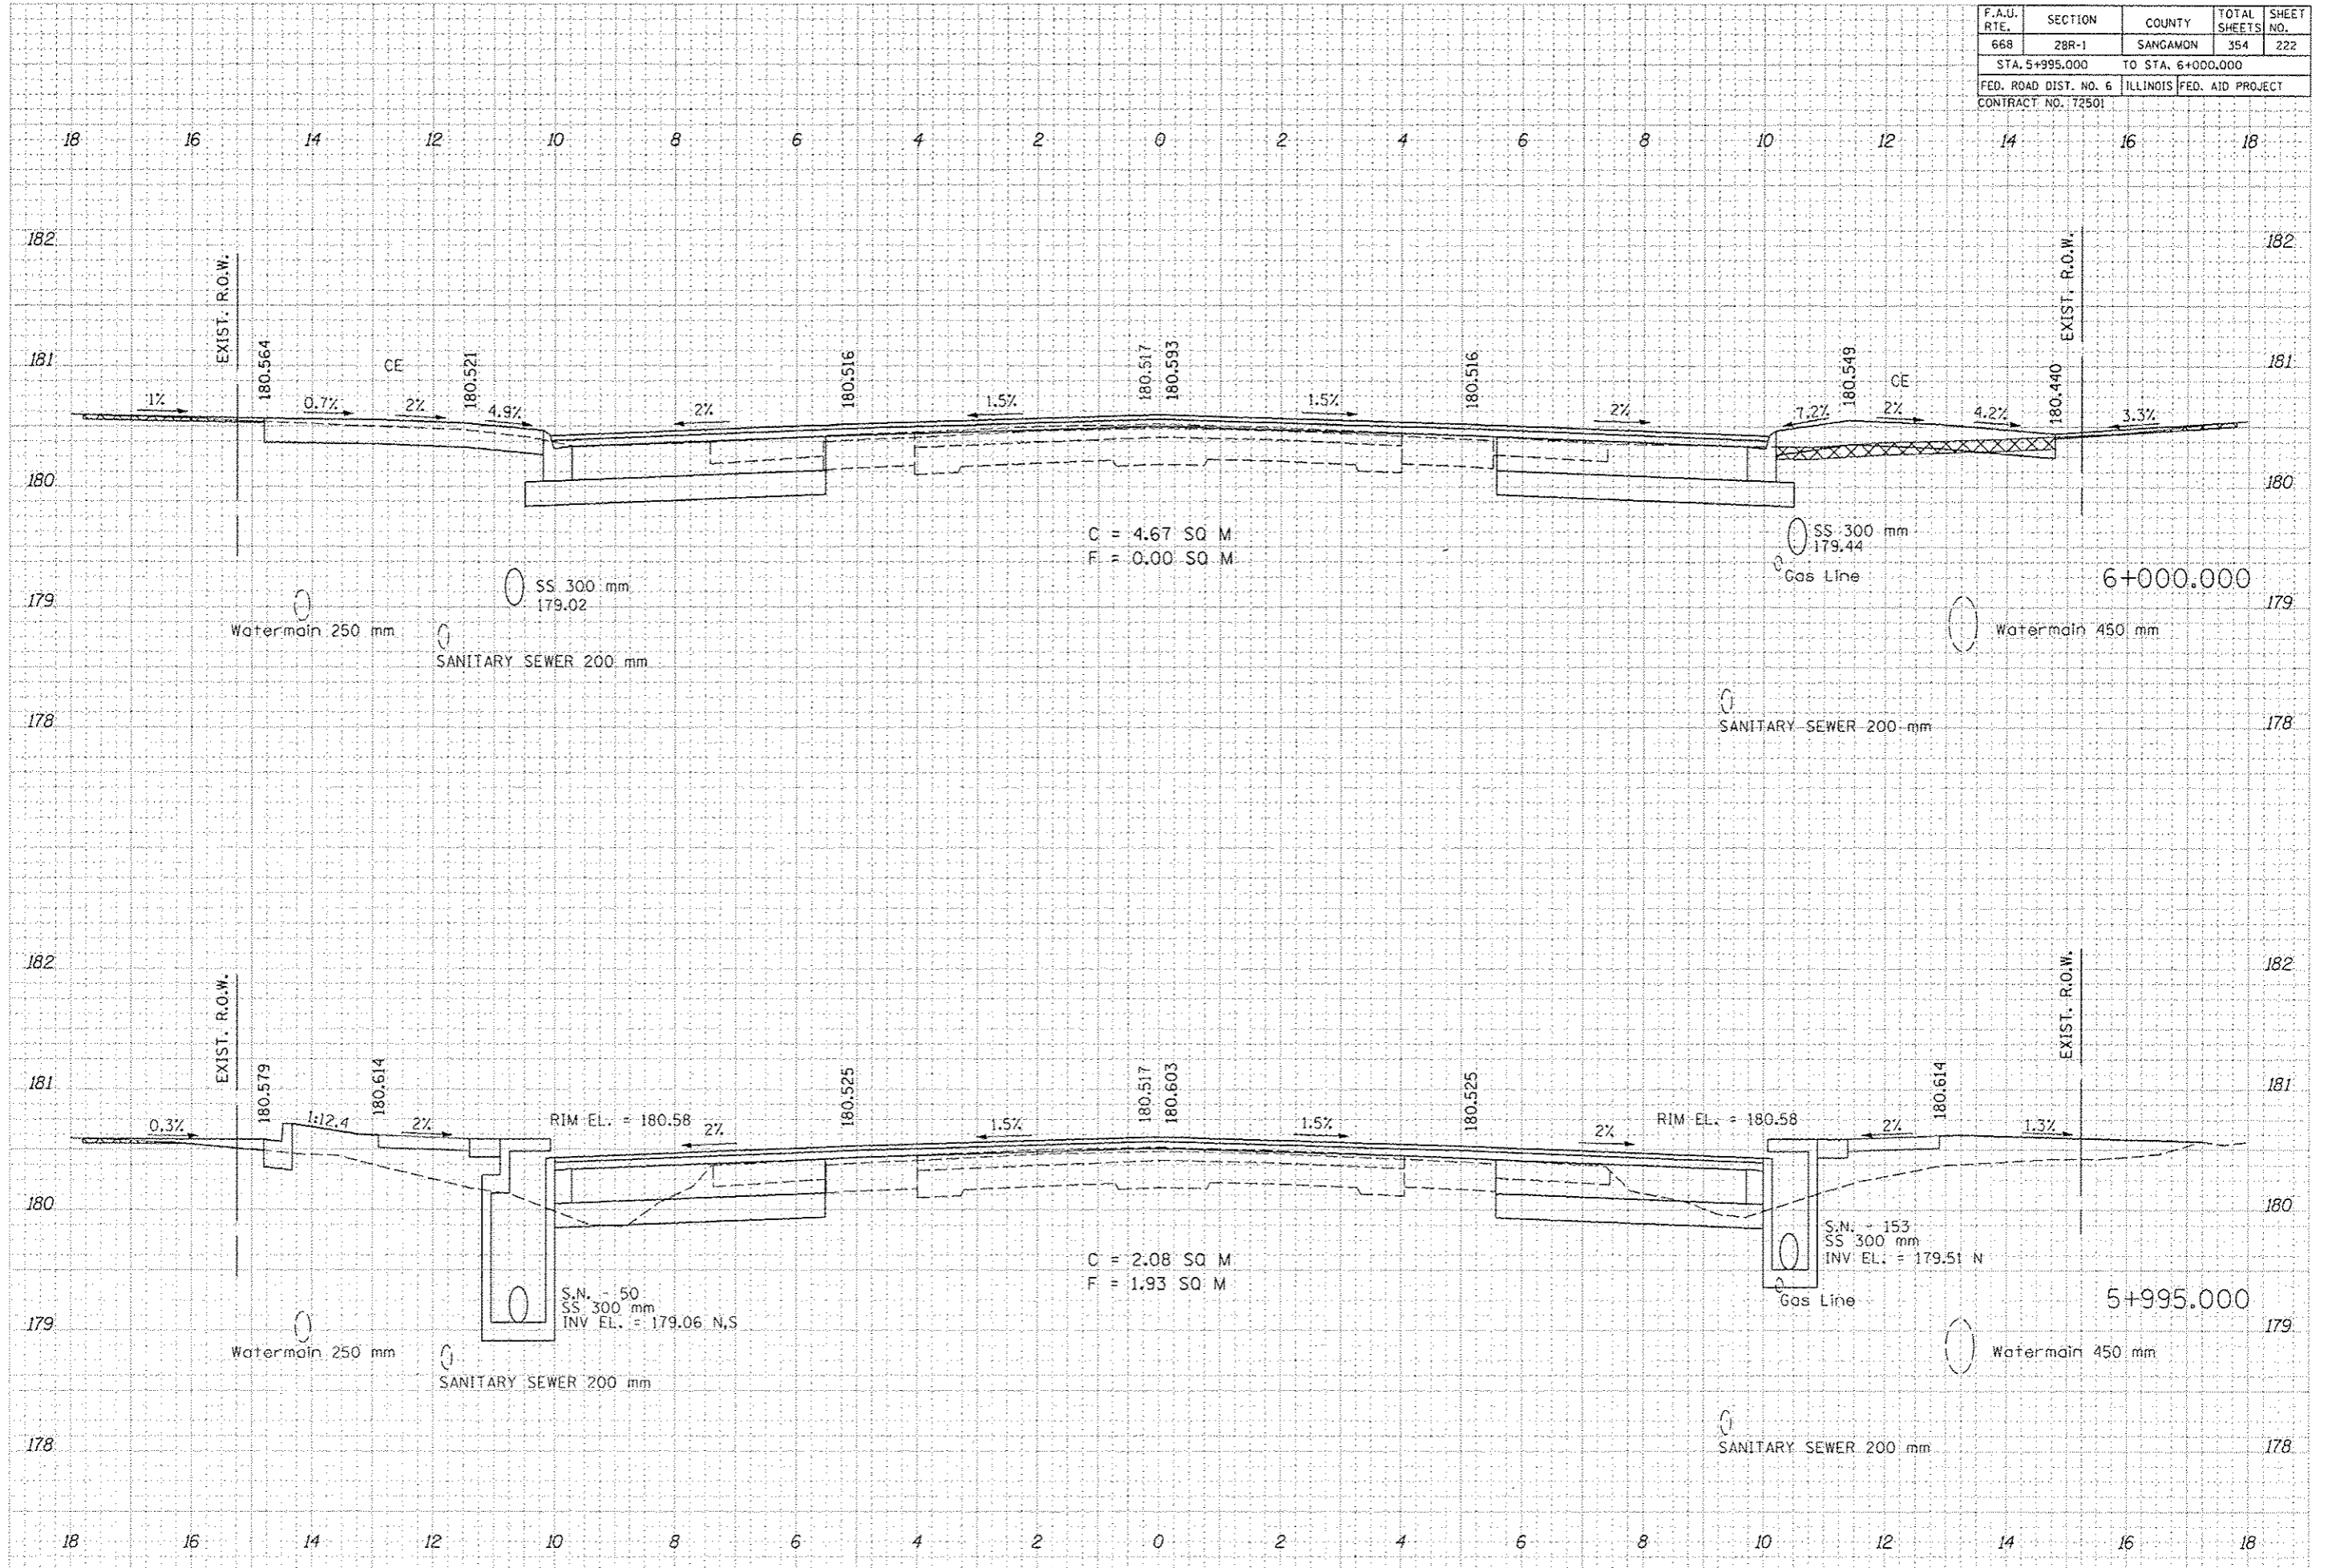 F.A.U. RTE. SECTION COUNTY TOTAL SHEETS SHEET NO.
668 28R-1 SANGAMON 354 222
STA. 5+995.000 TO STA. 6+000.000
FED. ROAD DIST. NO. 6 ILLINOIS FED. AID PROJECT
CONTRACT NO. 72501
18 16 14 12 10 8 6 4 2 0 2 4 6 8 10 12 14 16 18
182 182
EXIST. R.O.W. EXIST. R.O.W.
181 181
180.564 CE 180.521 180.516 180.517 180.593 180.516 180.549 CE 180.440
1% 0.7% 2% 4.9% 2% 1.5% 1.5% 2% 7.2% 2% 4.2% 3.3%
180 180
C = 4.67 SQ M
F = 0.00 SQ M
SS 300 mm
179.44
Gas Line
6+000.000
SS 300 mm
179.02
179 179
Watermain 250 mm
Watermain 450 mm
SANITARY SEWER 200 mm
178 178
SANITARY SEWER 200 mm
182 182
EXIST. R.O.W. EXIST. R.O.W.
181 181
180.579 180.614 180.525 180.517 180.603 180.525 180.614
RIM EL. = 180.58 RIM EL. = 180.58
0.3% 1:12.4 2% 2% 1.5% 1.5% 2% 2% 1.3%
180 180
S.N. - 153
SS 300 mm
INV EL. = 179.51 N
C = 2.08 SQ M
F = 1.93 SQ M
S.N. - 50
SS 300 mm
INV EL. = 179.06 N,S
Gas Line
5+995.000
179 179
Watermain 250 mm
Watermain 450 mm
SANITARY SEWER 200 mm
178 178
SANITARY SEWER 200 mm
18 16 14 12 10 8 6 4 2 0 2 4 6 8 10 12 14 16 18